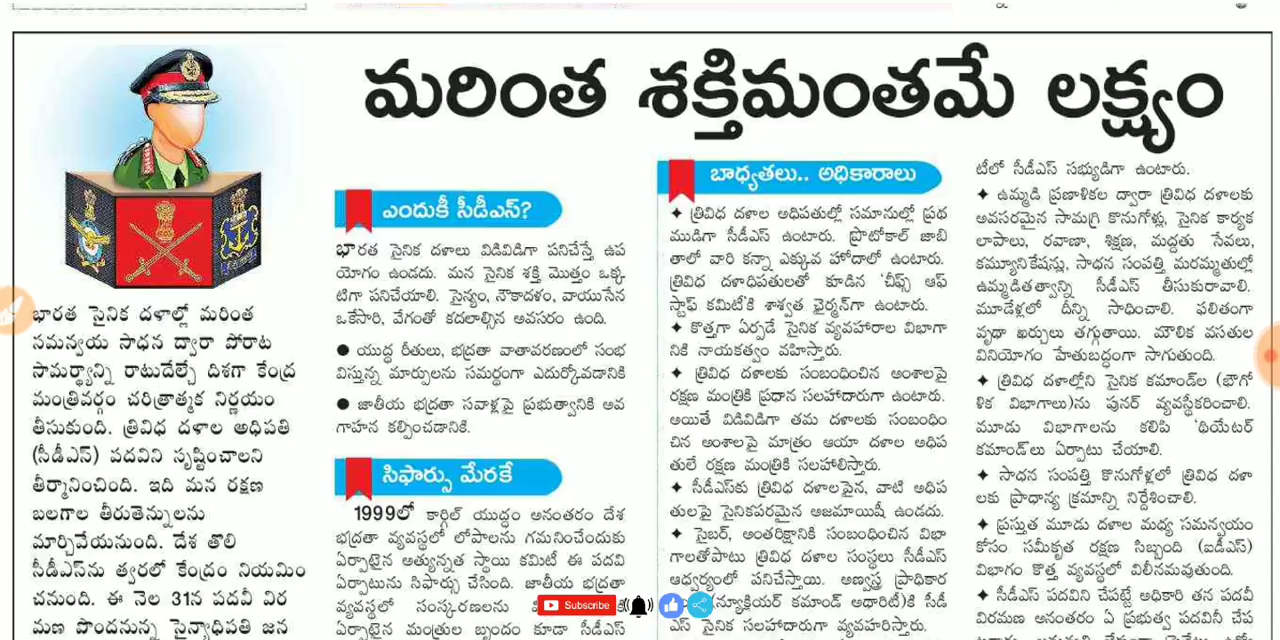 మరింత శక్తిమంతమే లక్ష్యం
భారత సైనిక దళాల్లో మరింత
సమన్వయ సాధన ద్వారా పోరాట
సామర్థ్యాన్ని రాటుదేల్చే దిశగా కేంద్ర
మంత్రివర్గం చరిత్రాత్మక నిర్ణయం
తీసుకుంది. త్రివిధ దళాల అధిపతి
(సీడీఎస్) పదవిని సృష్టించాలని
తీర్మానించింది. ఇది మన రక్షణ
బలగాల తీరుతెన్నులను
మార్చివేయనుంది. దేశ తొలి
సీడీఎస్‌ను త్వరలో కేంద్రం నియమిం
చనుంది. ఈ నెల 31న పదవీ విర
మణ పొందనున్న సైన్యాధిపతి జన
ఎందుకీ సీడీఎస్?
భారత సైనిక దళాలు విడివిడిగా పనిచేస్తే ఉప
యోగం ఉండదు. మన సైనిక శక్తి మొత్తం ఒక్క
టిగా పనిచేయాలి. సైన్యం, నౌకాదళం, వాయుసేన
ఒకేసారి, వేగంతో కదలాల్సిన అవసరం ఉంది.
● యుద్ధ రీతులు, భద్రతా వాతావరణంలో సంభ
విస్తున్న మార్పులను సమర్థంగా ఎదుర్కోవడానికి
● జాతీయ భద్రతా సవాళ్లపై ప్రభుత్వానికి అవ
గాహన కల్పించడానికి.
సిఫార్సు మేరకే
1999లో కార్గిల్ యుద్ధం అనంతరం దేశ
భద్రతా వ్యవస్థలో లోపాలను గమనించేందుకు
ఏర్పాటైన అత్యున్నత స్థాయి కమిటీ ఈ పదవి
ఏర్పాటును సిఫార్సు చేసింది. జాతీయ భద్రతా
వ్యవస్థలో సంస్కరణలను
ఏర్పాటైన మంత్రుల బృందం కూడా సీడీఎస్
బాధ్యతలు.. అధికారాలు
✦ త్రివిధ దళాల అధిపతుల్లో సమానుల్లో ప్రథ
ముడిగా సీడీఎస్ ఉంటారు. ప్రొటోకాల్ జాబి
తాలో వారి కన్నా ఎక్కువ హోదాలో ఉంటారు.
త్రివిధ దళాధిపతులతో కూడిన 'చీఫ్స్ ఆఫ్
స్టాఫ్ కమిటీ'కి శాశ్వత ఛైర్మన్‌గా ఉంటారు.
✦ కొత్తగా ఏర్పడే సైనిక వ్యవహారాల విభాగా
నికి నాయకత్వం వహిస్తారు.
✦ త్రివిధ దళాలకు సంబంధించిన అంశాలపై
రక్షణ మంత్రికి ప్రధాన సలహాదారుగా ఉంటారు.
అయితే విడివిడిగా తమ దళాలకు సంబంధిం
చిన అంశాలపై మాత్రం ఆయా దళాల అధిప
తులే రక్షణ మంత్రికి సలహాలిస్తారు.
✦ సీడీఎస్‌కు త్రివిధ దళాలపైన, వాటి అధిప
తులపై సైనికపరమైన అజమాయిషీ ఉండదు.
✦ సైబర్, అంతరిక్షానికి సంబంధించిన విభా
గాలతోపాటు త్రివిధ దళాల సంస్థలు సీడీఎస్
ఆధ్వర్యంలో పనిచేస్తాయి. అణ్వస్త్ర ప్రాధికార
(న్యూక్లియర్ కమాండ్ అథారిటీ)కి సీడీ
ఎస్ సైనిక సలహాదారుగా వ్యవహరిస్తారు.
టీలో సీడీఎస్ సభ్యుడిగా ఉంటారు.
✦ ఉమ్మడి ప్రణాళికల ద్వారా త్రివిధ దళాలకు
అవసరమైన సామగ్రి కొనుగోళ్లు, సైనిక కార్యక
లాపాలు, రవాణా, శిక్షణ, మద్దతు సేవలు,
కమ్యూనికేషన్లు, సాధన సంపత్తి మరమ్మతుల్లో
ఉమ్మడితత్వాన్ని సీడీఎస్ తీసుకురావాలి.
మూడేళ్లలో దీన్ని సాధించాలి. ఫలితంగా
వృథా ఖర్చులు తగ్గుతాయి. మౌలిక వసతుల
వినియోగం హేతుబద్ధంగా సాగుతుంది.
✦ త్రివిధ దళాల్లోని సైనిక కమాండ్‌ల (భౌగో
ళిక విభాగాలు)ను పునర్ వ్యవస్థీకరించాలి.
మూడు విభాగాలను కలిపి 'థియేటర్
కమాండ్‌'లు ఏర్పాటు చేయాలి.
✦ సాధన సంపత్తి కొనుగోళ్లలో త్రివిధ దళా
లకు ప్రాధాన్య క్రమాన్ని నిర్దేశించాలి.
✦ ప్రస్తుత మూడు దళాల మధ్య సమన్వయం
కోసం సమీకృత రక్షణ సిబ్బంది (ఐడీఎస్)
విభాగం కొత్త వ్యవస్థలో విలీనమవుతుంది.
✦ సీడీఎస్ పదవిని చేపట్టే అధికారి తన పదవీ
విరమణ అనంతరం ఏ ప్రభుత్వ పదవినీ చేప
Subscribe